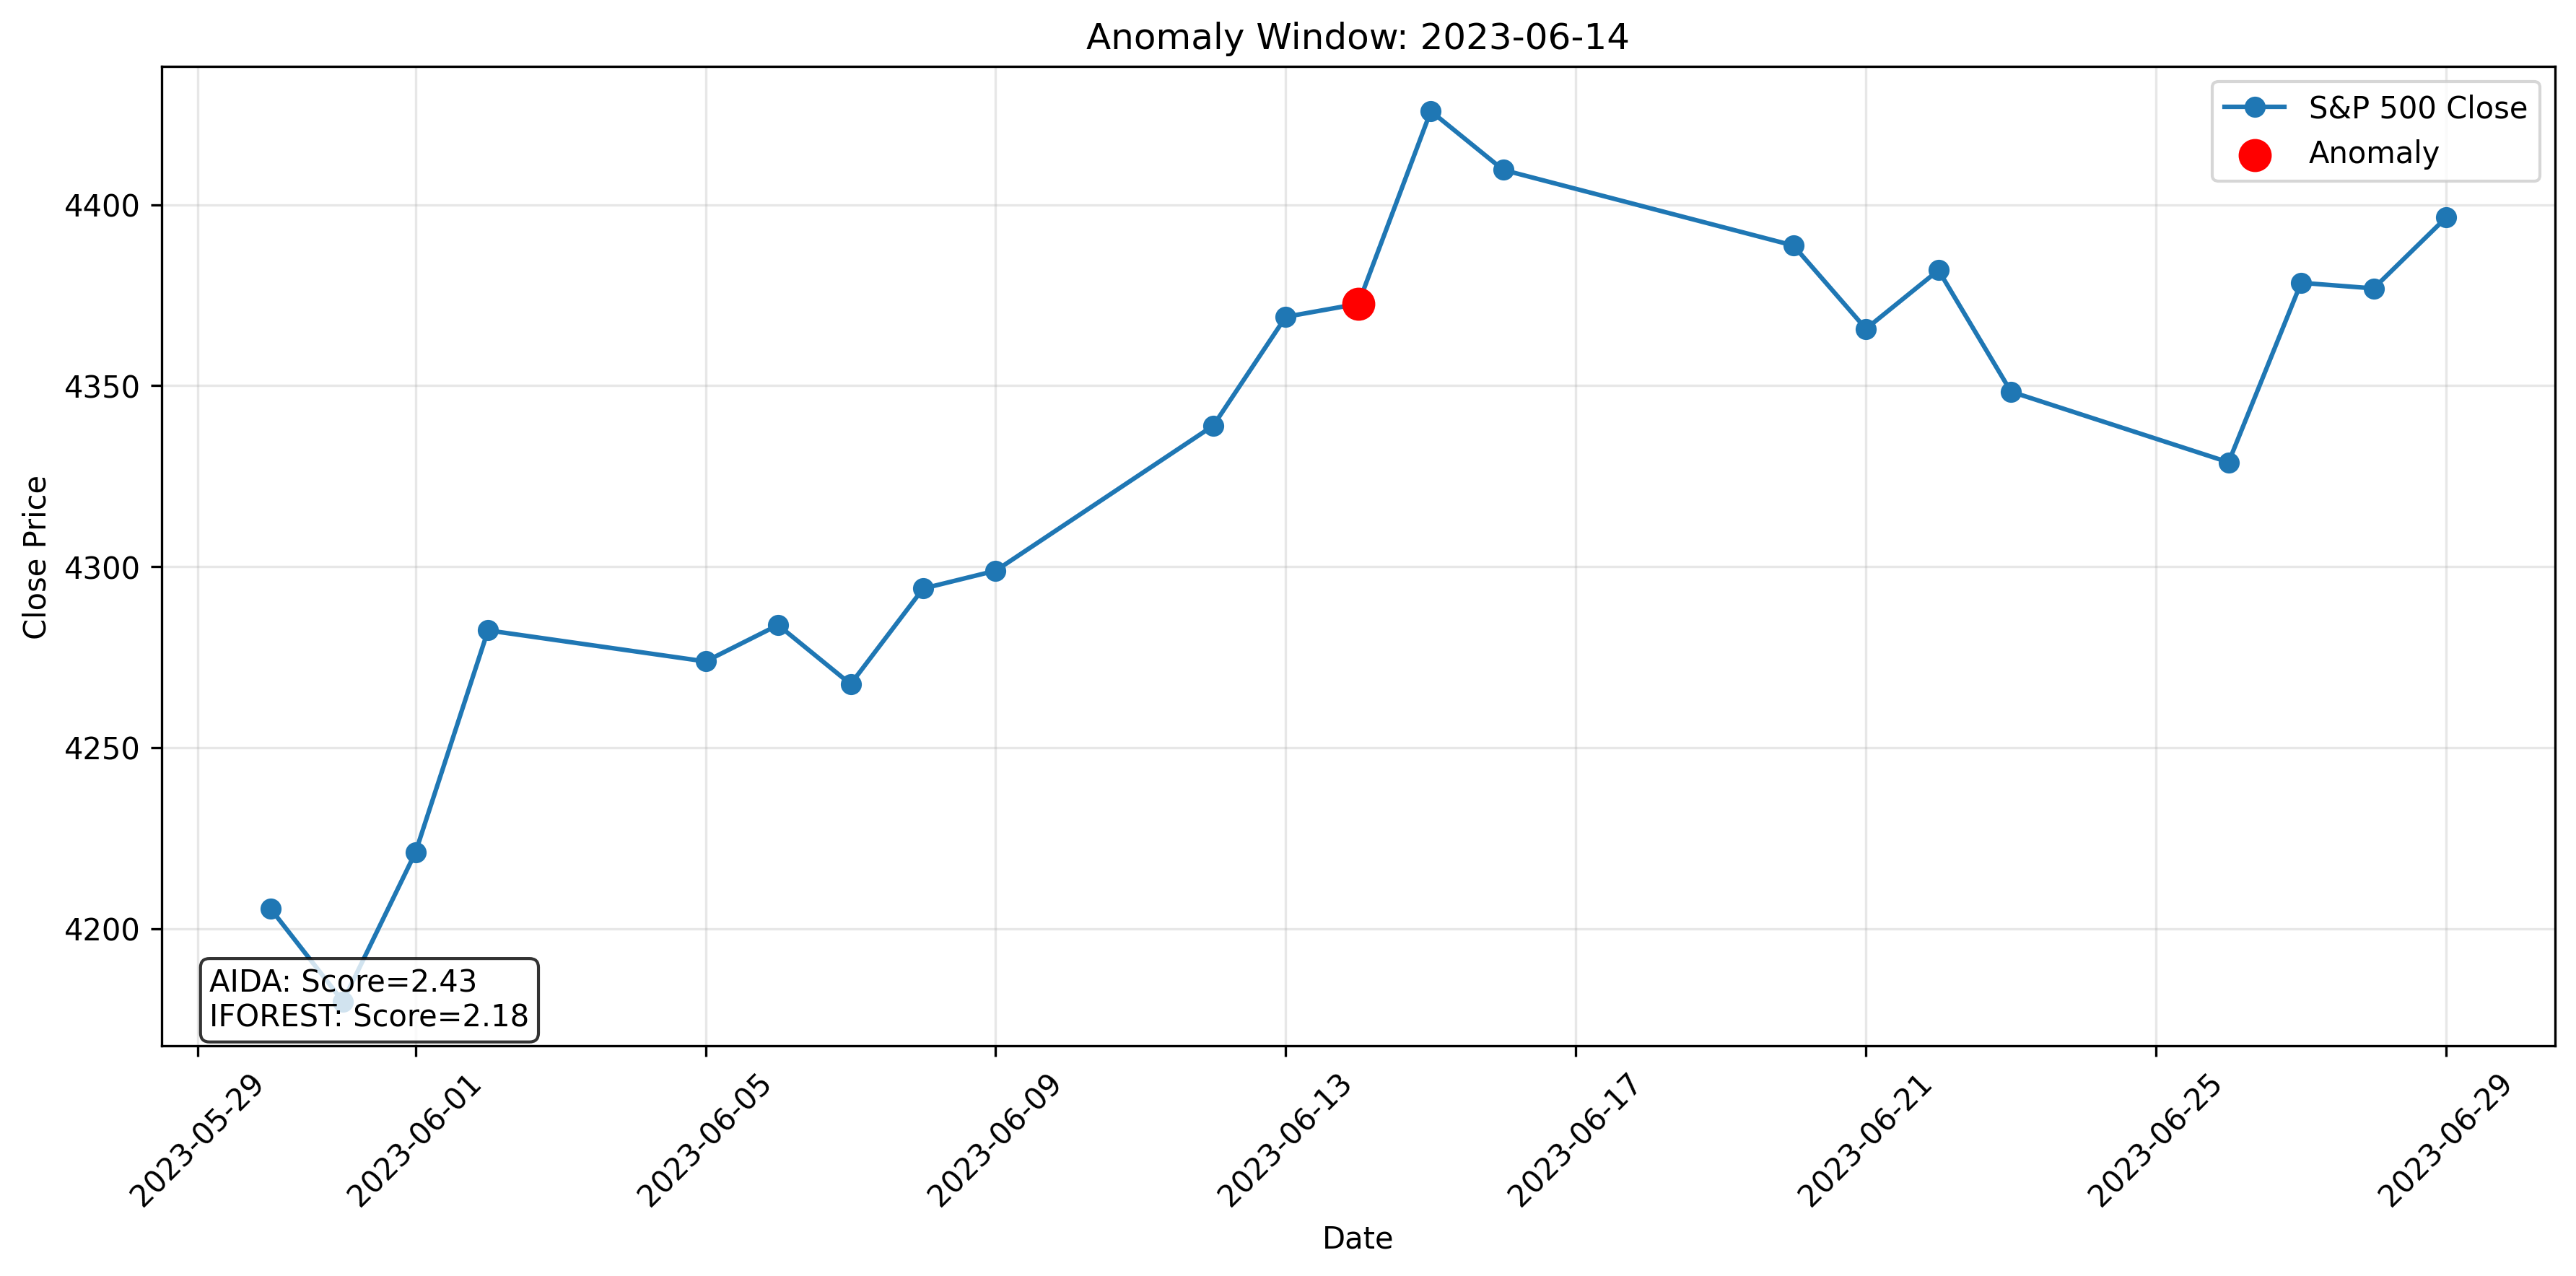 Anomaly Window: 2023-06-14
S&P 500 Close
Anomaly
Close Price
4400
4350
4300
4250
4200
AIDA: Score=2.43
IFOREST: Score=2.18
2023-05-29
2023-06-01
2023-06-05
2023-06-09
2023-06-13
2023-06-17
2023-06-21
2023-06-25
2023-06-29
Date